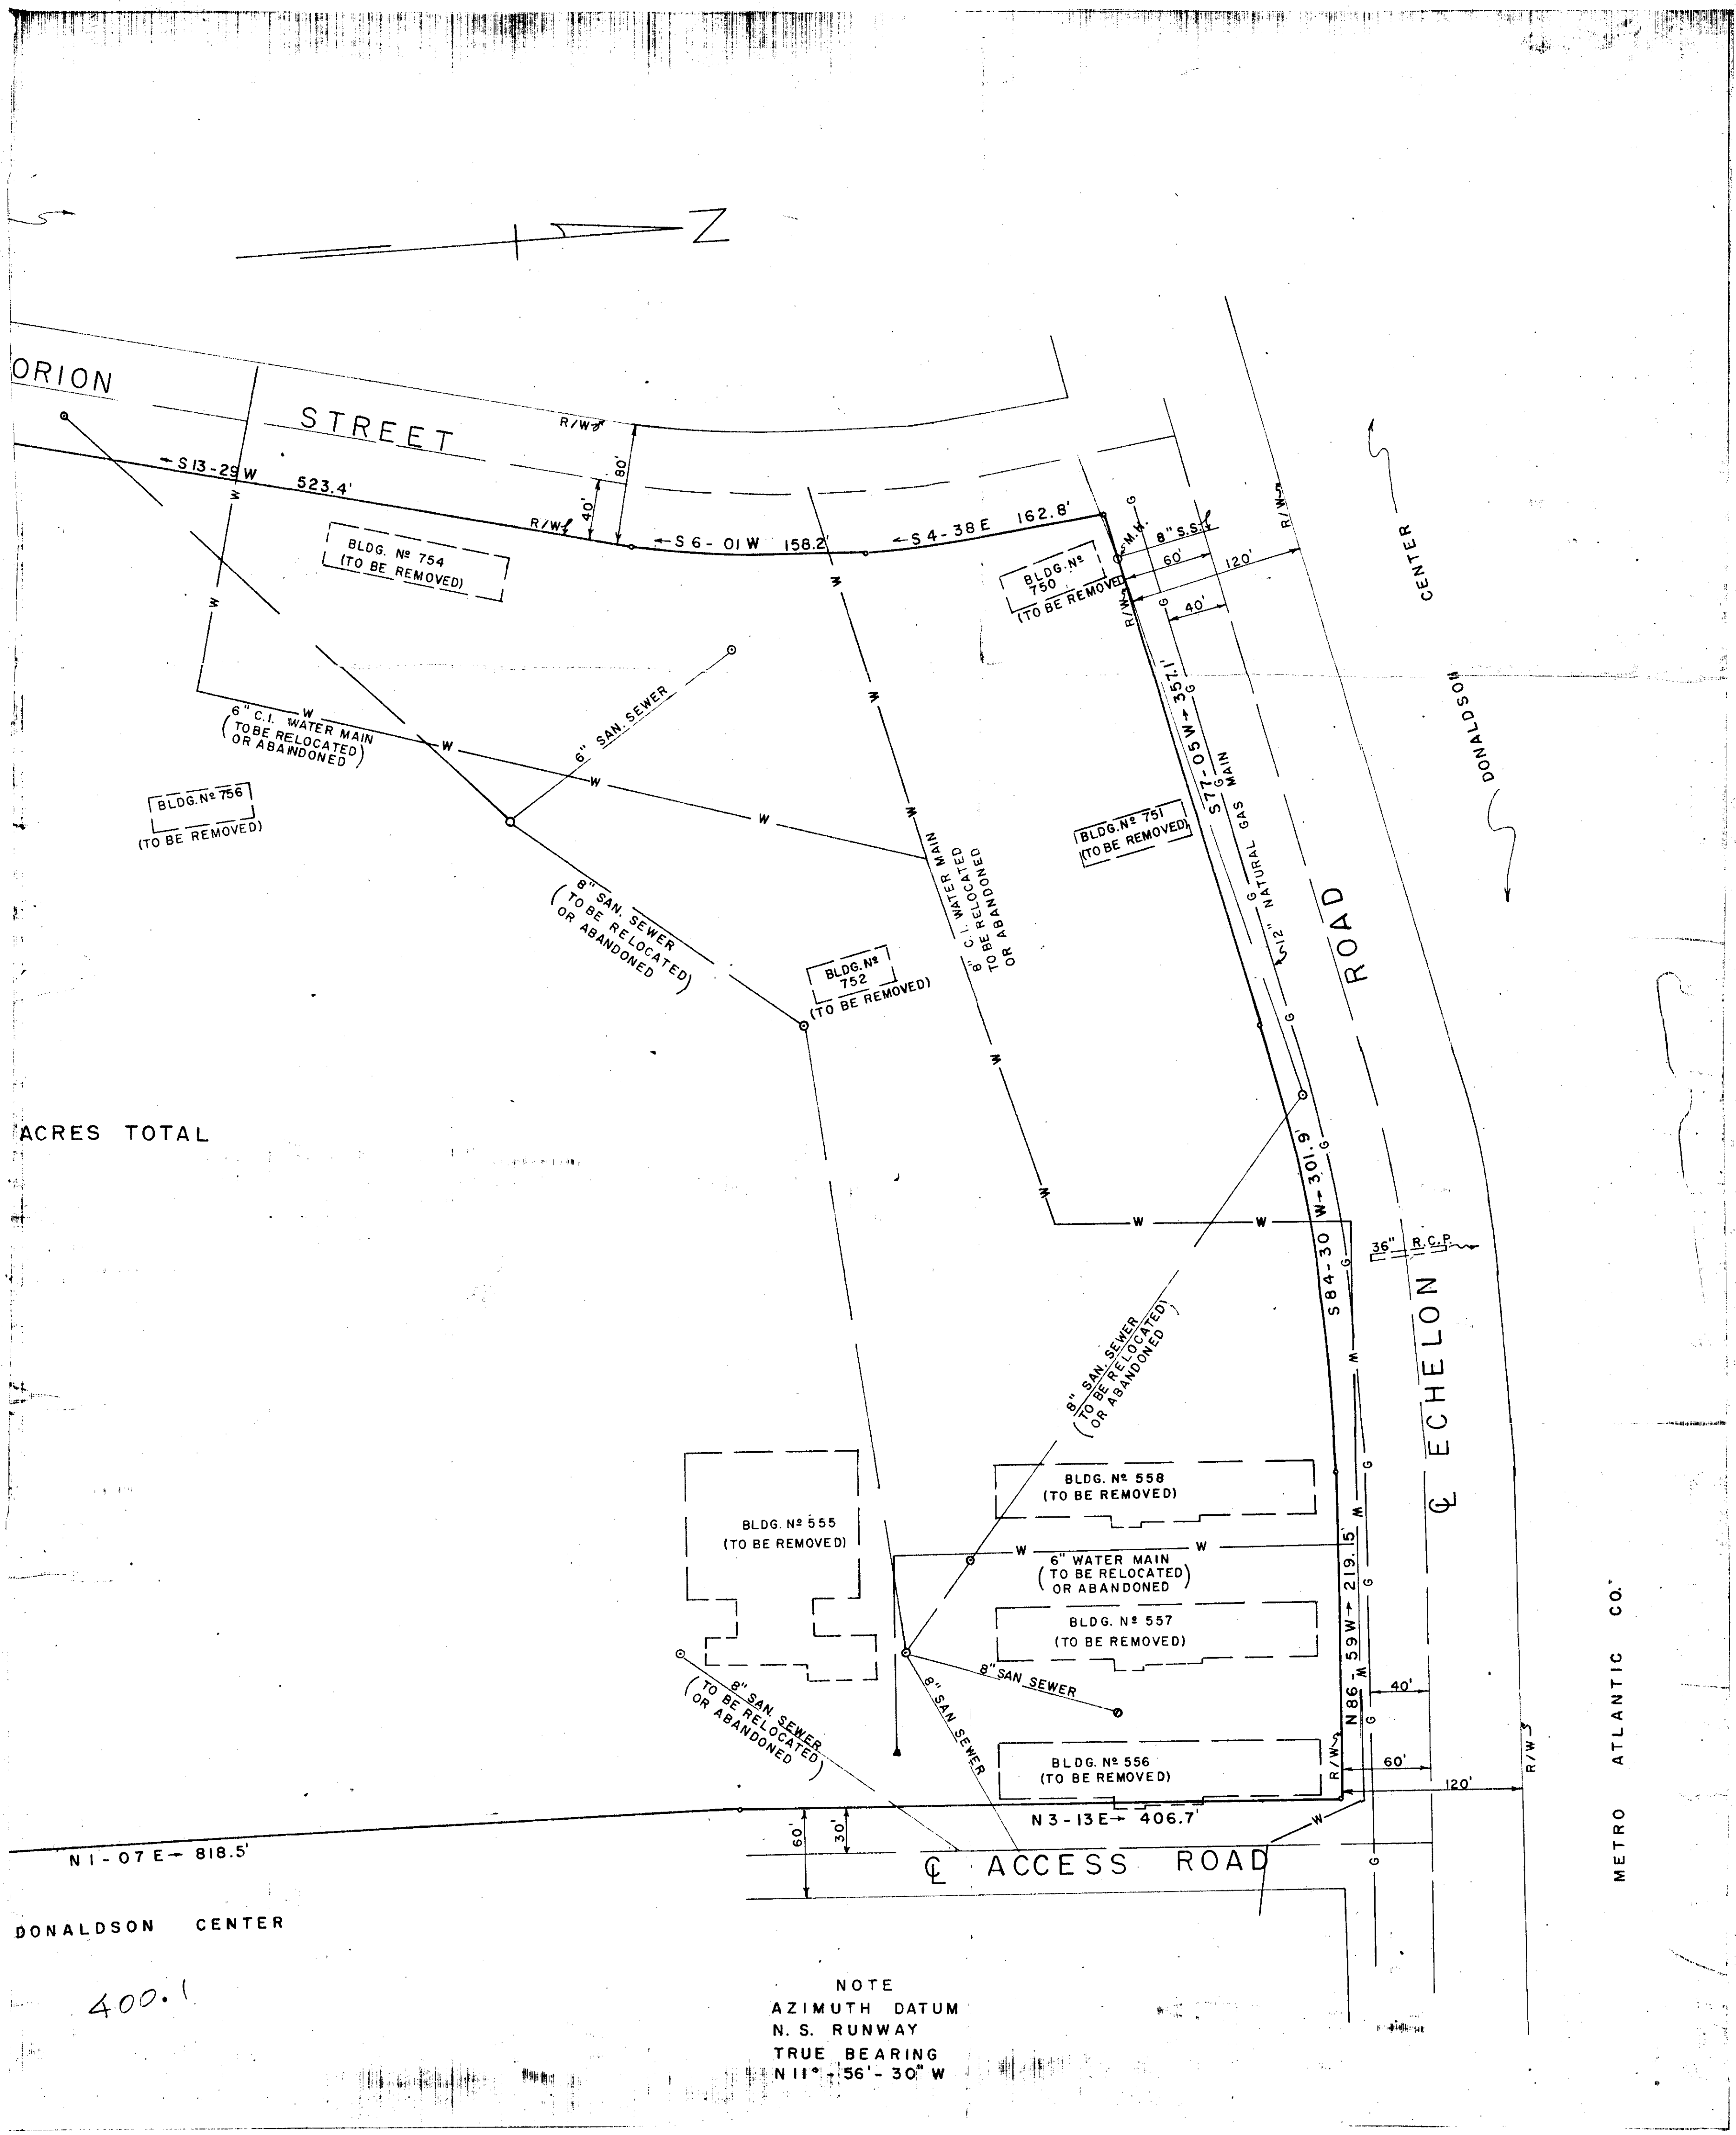 Z
ORION
STREET
R/W
80'
40'
S 13-29 W
523.4'
R/W
S 6-01 W 158.2'
S 4-38 E 162.8'
BLDG. Nº 754
(TO BE REMOVED)
BLDG. Nº
750
(TO BE REMOVED)
M.H.
8" S.S.
60'
120'
40'
R/W
R/W
G
W
CENTER
DONALDSON
6" C.I. WATER MAIN
(TO BE RELOCATED)
OR ABAINDONED
6" SAN. SEWER
BLDG. Nº 756
(TO BE REMOVED)
S 77-05 W 357.1'
12" NATURAL GAS MAIN
BLDG. Nº 751
(TO BE REMOVED)
8" C.I. WATER MAIN
TO BE RELOCATED
OR ABANDONED
8" SAN. SEWER
(TO BE RELOCATED)
OR ABANDONED
BLDG. Nº
752
(TO BE REMOVED)
ROAD
ACRES TOTAL
S 84-30 W 301.9'
36" R.C.P.
℄ ECHELON
8" SAN. SEWER
(TO BE RELOCATED)
OR ABANDONED
BLDG. Nº 558
(TO BE REMOVED)
BLDG. Nº 555
(TO BE REMOVED)
6" WATER MAIN
(TO BE RELOCATED)
OR ABANDONED
N 86-59 W 219.15'
BLDG. Nº 557
(TO BE REMOVED)
8" SAN SEWER
8" SAN SEWER
8" SAN. SEWER
(TO BE RELOCATED)
OR ABANDONED
40'
BLDG. Nº 556
(TO BE REMOVED)
R/W
60'
120'
R/W
METRO ATLANTIC CO.
N 3-13 E 406.7'
60'
30'
N 1-07 E 818.5'
℄ ACCESS ROAD
DONALDSON CENTER
400.1
NOTE
AZIMUTH DATUM
N. S. RUNWAY
TRUE BEARING
N 11° - 56' - 30" W